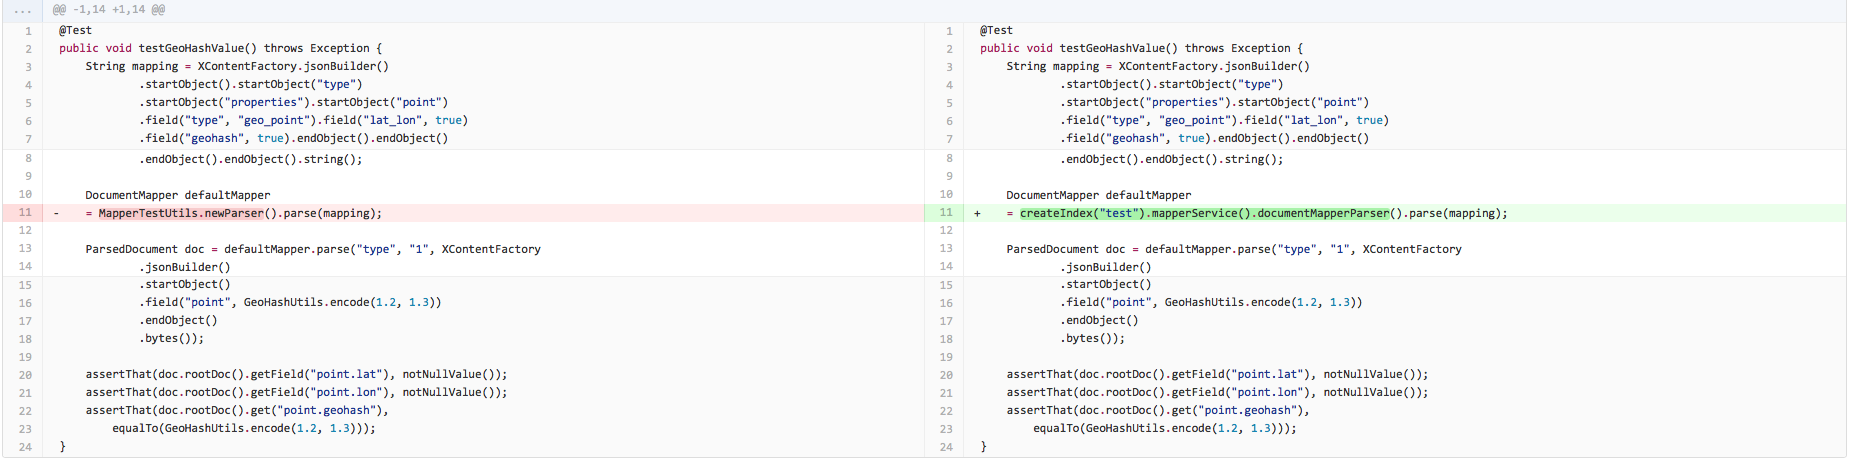 ... @@ -1,14 +1,14 @@
1 @Test
2 public void testGeoHashValue() throws Exception {
3 String mapping = XContentFactory.jsonBuilder()
4 .startObject().startObject("type")
5 .startObject("properties").startObject("point")
6 .field("type", "geo_point").field("lat_lon", true)
7 .field("geohash", true).endObject().endObject()
8 .endObject().endObject().string();
9
10 DocumentMapper defaultMapper
11 - = MapperTestUtils.newParser().parse(mapping);
12
13 ParsedDocument doc = defaultMapper.parse("type", "1", XContentFactory
14 .jsonBuilder()
15 .startObject()
16 .field("point", GeoHashUtils.encode(1.2, 1.3))
17 .endObject()
18 .bytes());
19
20 assertThat(doc.rootDoc().getField("point.lat"), notNullValue());
21 assertThat(doc.rootDoc().getField("point.lon"), notNullValue());
22 assertThat(doc.rootDoc().get("point.geohash"),
23 equalTo(GeoHashUtils.encode(1.2, 1.3)));
24 }
1 @Test
2 public void testGeoHashValue() throws Exception {
3 String mapping = XContentFactory.jsonBuilder()
4 .startObject().startObject("type")
5 .startObject("properties").startObject("point")
6 .field("type", "geo_point").field("lat_lon", true)
7 .field("geohash", true).endObject().endObject()
8 .endObject().endObject().string();
9
10 DocumentMapper defaultMapper
11 + = createIndex("test").mapperService().documentMapperParser().parse(mapping);
12
13 ParsedDocument doc = defaultMapper.parse("type", "1", XContentFactory
14 .jsonBuilder()
15 .startObject()
16 .field("point", GeoHashUtils.encode(1.2, 1.3))
17 .endObject()
18 .bytes());
19
20 assertThat(doc.rootDoc().getField("point.lat"), notNullValue());
21 assertThat(doc.rootDoc().getField("point.lon"), notNullValue());
22 assertThat(doc.rootDoc().get("point.geohash"),
23 equalTo(GeoHashUtils.encode(1.2, 1.3)));
24 }